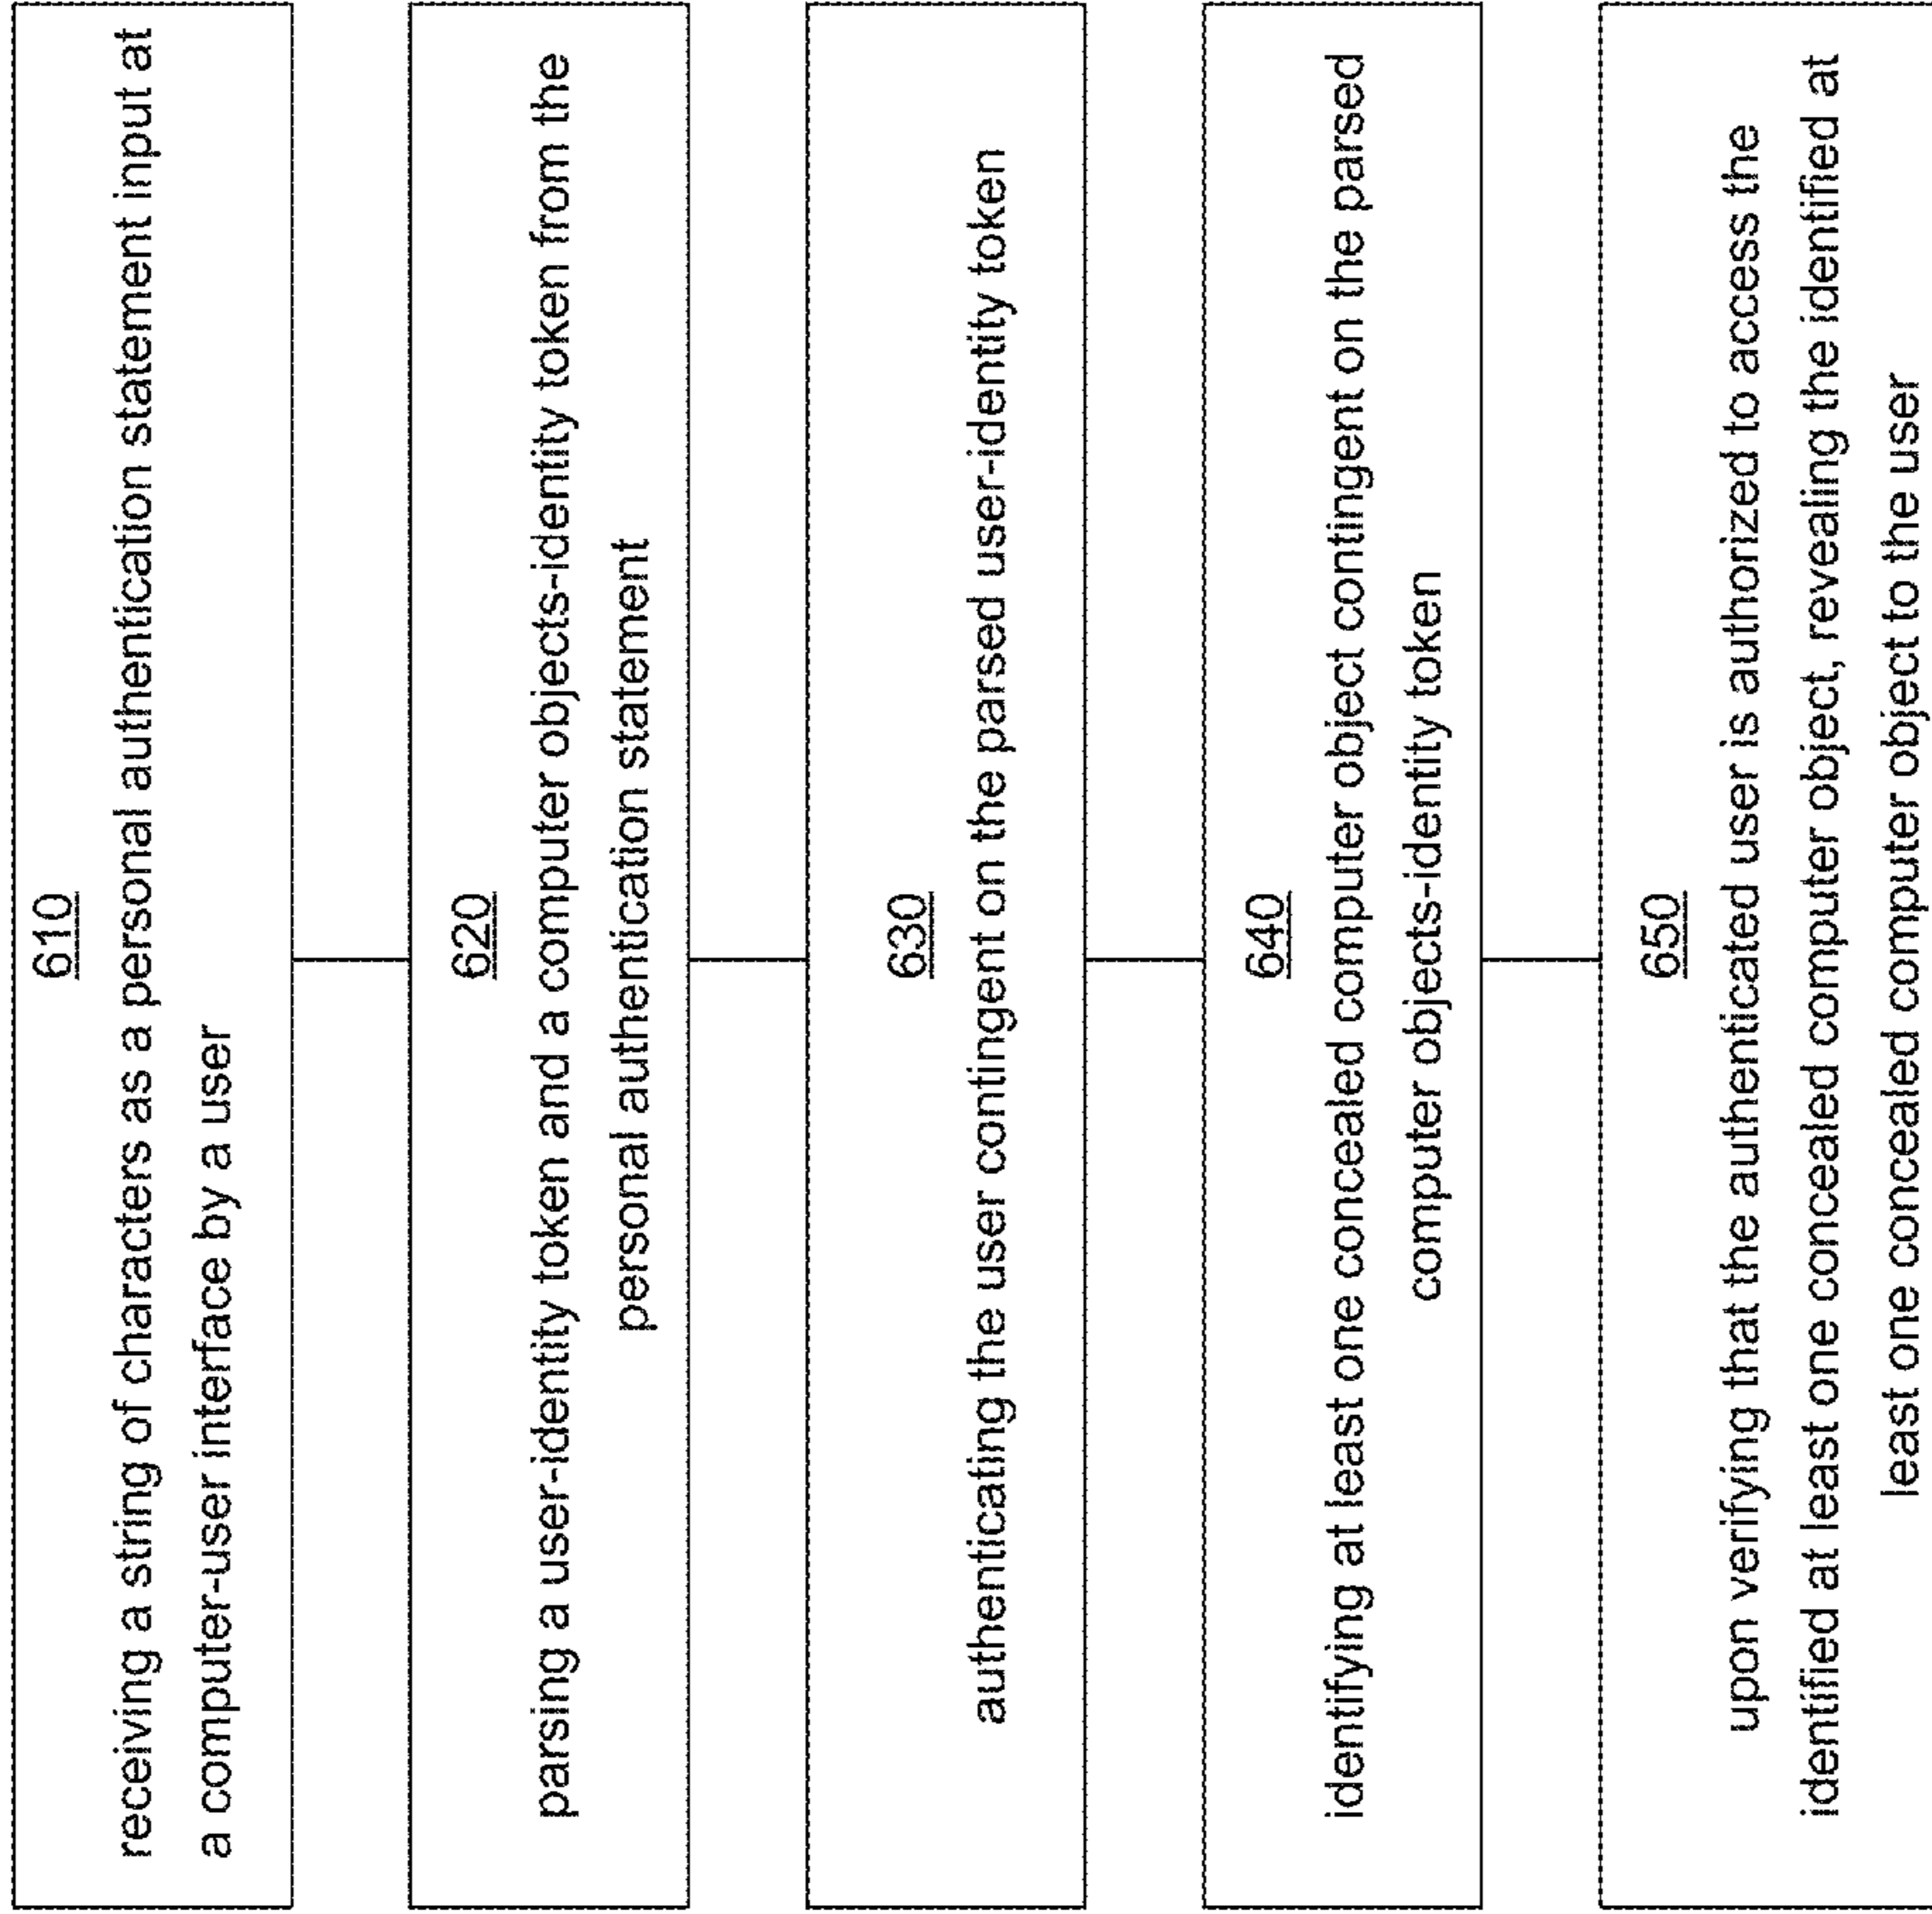 610
receiving a string of characters as a personal authentication statement input at
a computer-user interface by a user
620
parsing a user-identity token and a computer objects-identity token from the
personal authentication statement
630
authenticating the user contingent on the parsed user-identity token
640
identifying at least one concealed computer object contingent on the parsed
computer objects-identity token
650
upon verifying that the authenticated user is authorized to access the
identified at least one concealed computer object, revealing the identified at
least one concealed computer object to the user